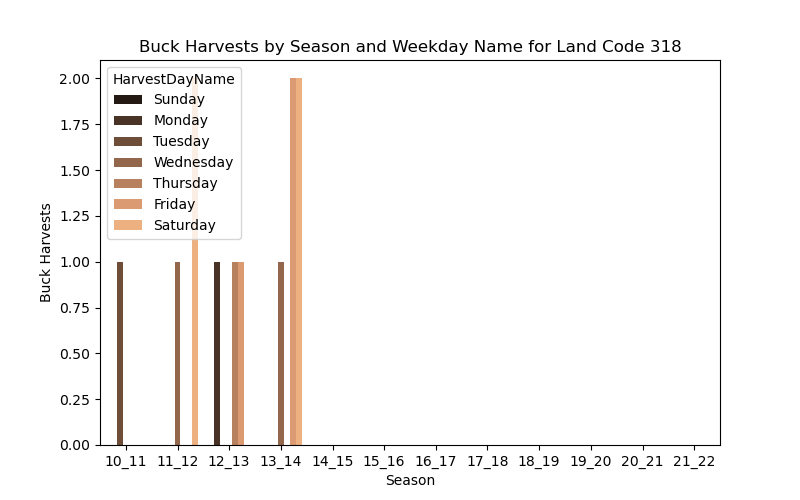 Buck Harvests by Season and Weekday Name for Land Code 318
2.00
1.75
1.50
1.25
1.00
0.75
0.50
0.25
0.00
Buck Harvests
HarvestDayName
Sunday
Monday
Tuesday
Wednesday
Thursday
Friday
Saturday
10_11 11_12 12_13 13_14 14_15 15_16 16_17 17_18 18_19 19_20 20_21 21_22
Season